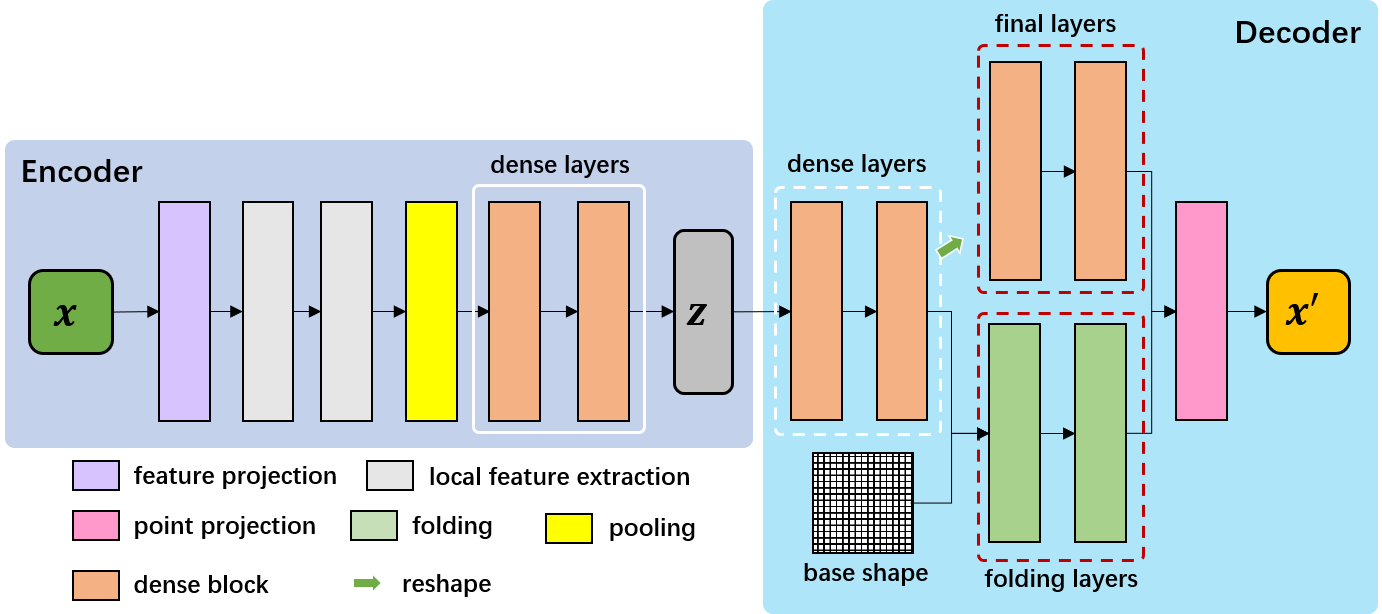 final layers
Decoder
Encoder
dense layers
dense layers
x
z
x′
base shape
folding layers
feature projection
local feature extraction
point projection
folding
pooling
dense block
reshape